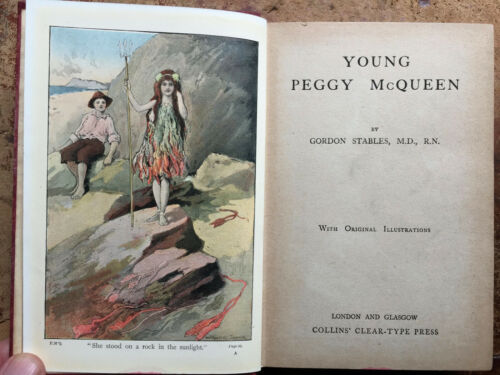 P.M'Q
"She stood on a rock in the sunlight."
A
YOUNG
PEGGY McQUEEN
BY
GORDON STABLES, M.D., R.N.
With Original Illustrations
LONDON AND GLASGOW
COLLINS' CLEAR-TYPE PRESS